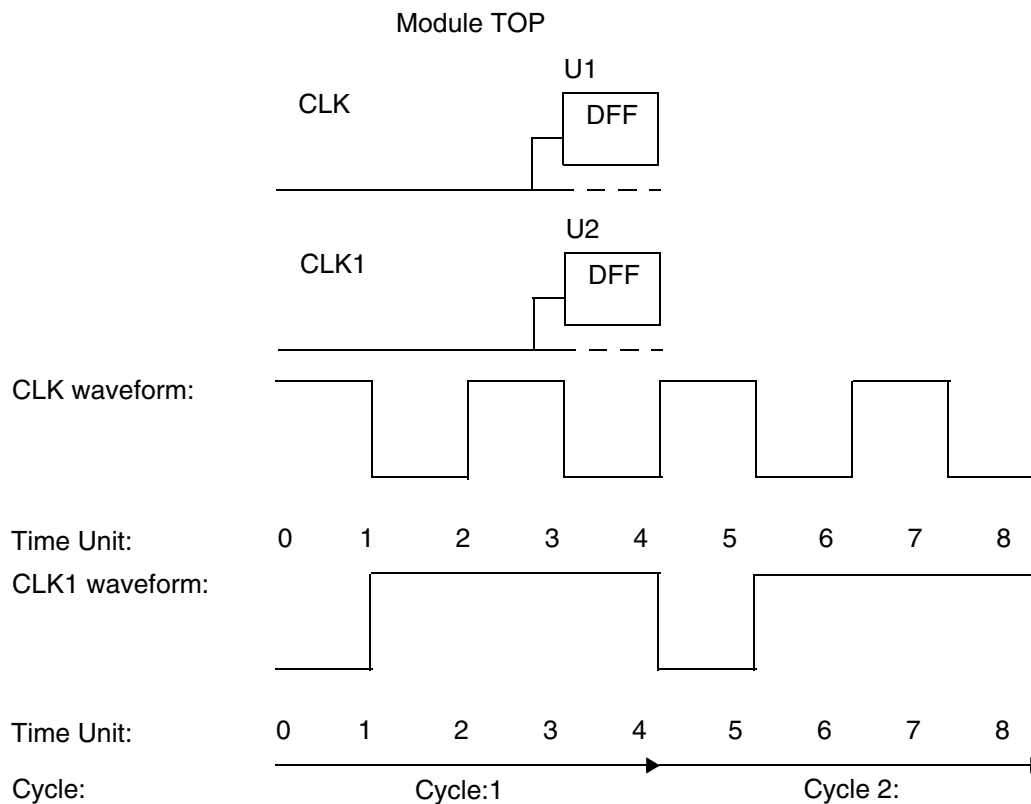 Module TOP
U1
CLK
DFF
U2
CLK1
DFF
CLK waveform:
Time Unit: 0 1 2 3 4 5 6 7 8
CLK1 waveform:
Time Unit: 0 1 2 3 4 5 6 7 8
Cycle: Cycle:1 Cycle 2: